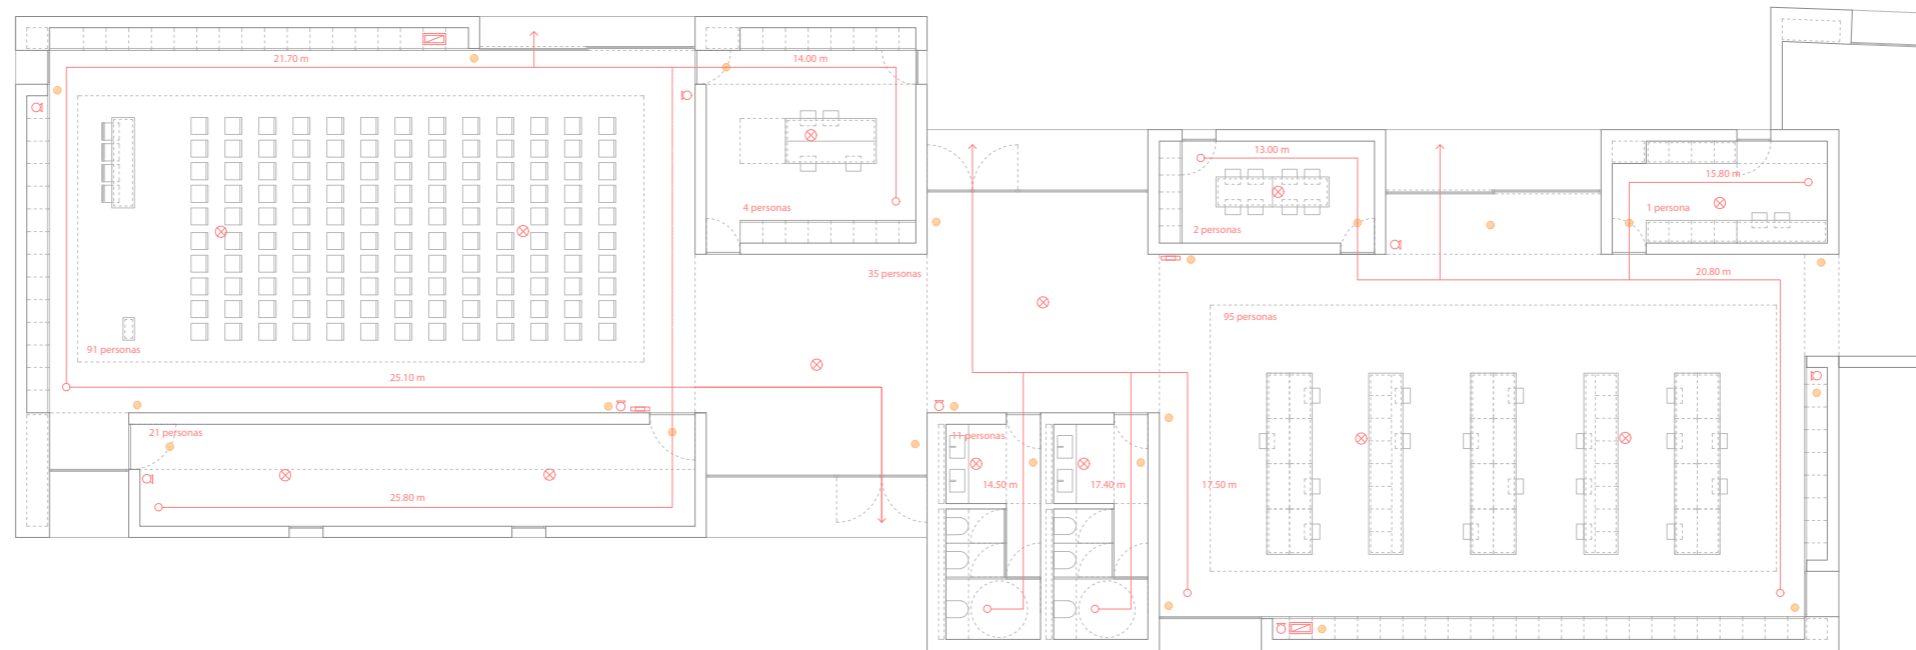 21.70 m
14.00 m
4 personas
35 personas
91 personas
25.10 m
21 personas
25.80 m
13.00 m
2 personas
15.80 m
1 persona
20.80 m
95 personas
11 personas
14.50 m
17.40 m
17.50 m